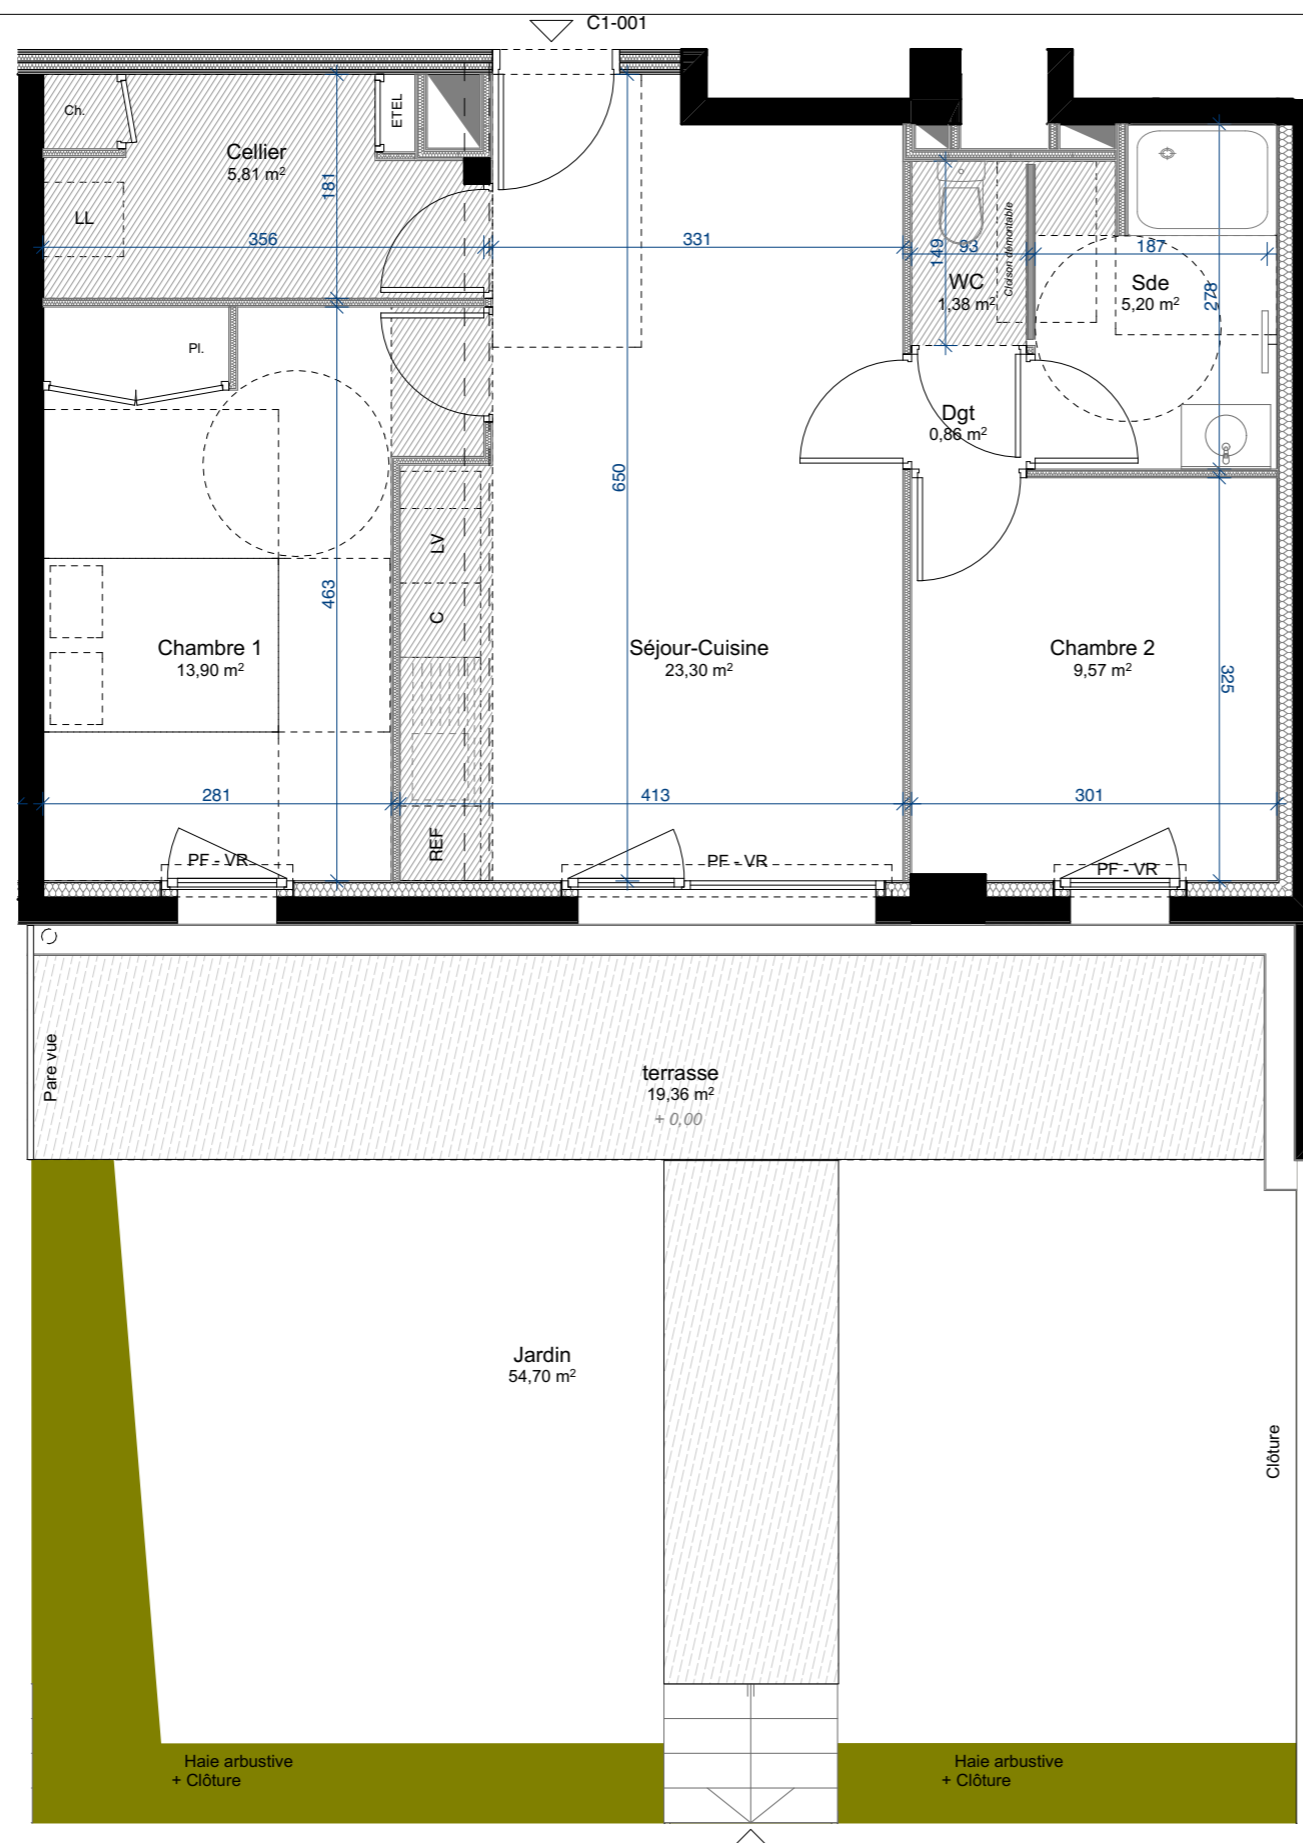 C1-001
Ch.
ETEL
Cellier
5,81 m²
181
LL
356
331
149
93
Cloison démontable
187
WC
1,38 m²
Sde
5,20 m²
278
Pl.
Dgt
0,86 m²
650
LV
463
C
Chambre 1
13,90 m²
Séjour-Cuisine
23,30 m²
Chambre 2
9,57 m²
325
281
413
301
REF
PF - VR
PF - VR
PF - VR
Pare vue
terrasse
19,36 m²
+ 0,00
Jardin
54,70 m²
Clôture
Haie arbustive
+ Clôture
Haie arbustive
+ Clôture